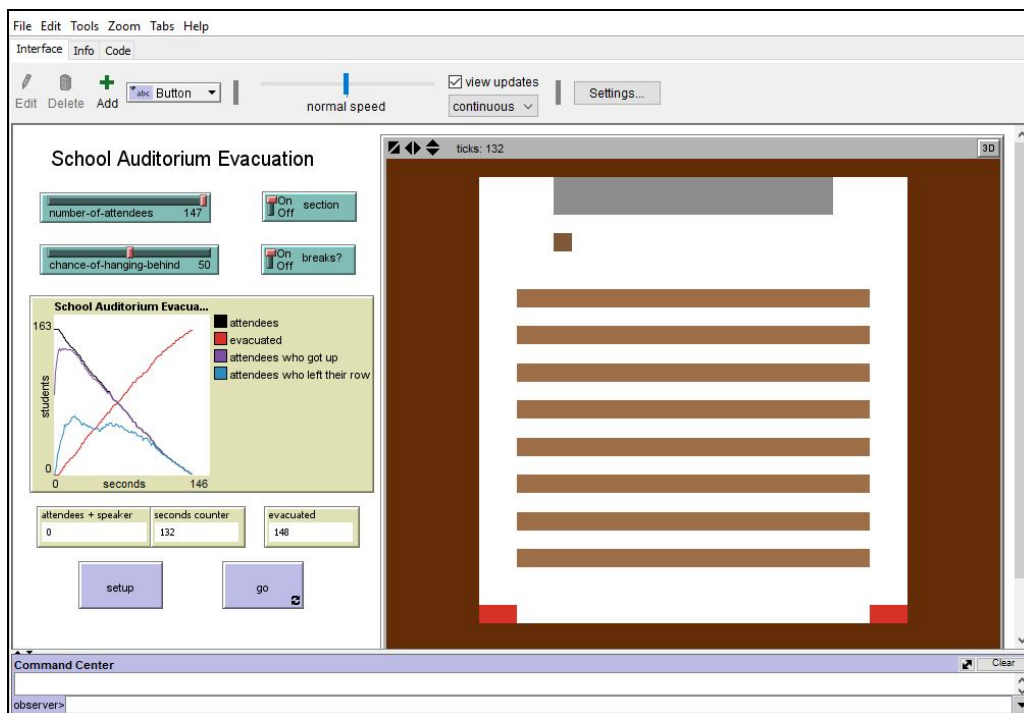 File Edit Tools Zoom Tabs Help
Interface Info Code
Edit Delete Add abc Button normal speed view updates continuous Settings...
ticks: 132 3D
School Auditorium Evacuation
number-of-attendees 147 On Off section
chance-of-hanging-behind 50 On Off breaks?
School Auditorium Evacua...
163
0
students
0 seconds 146
attendees
evacuated
attendees who got up
attendees who left their row
attendees + speaker seconds counter evacuated
0 132 148
setup go
Command Center Clear
observer>